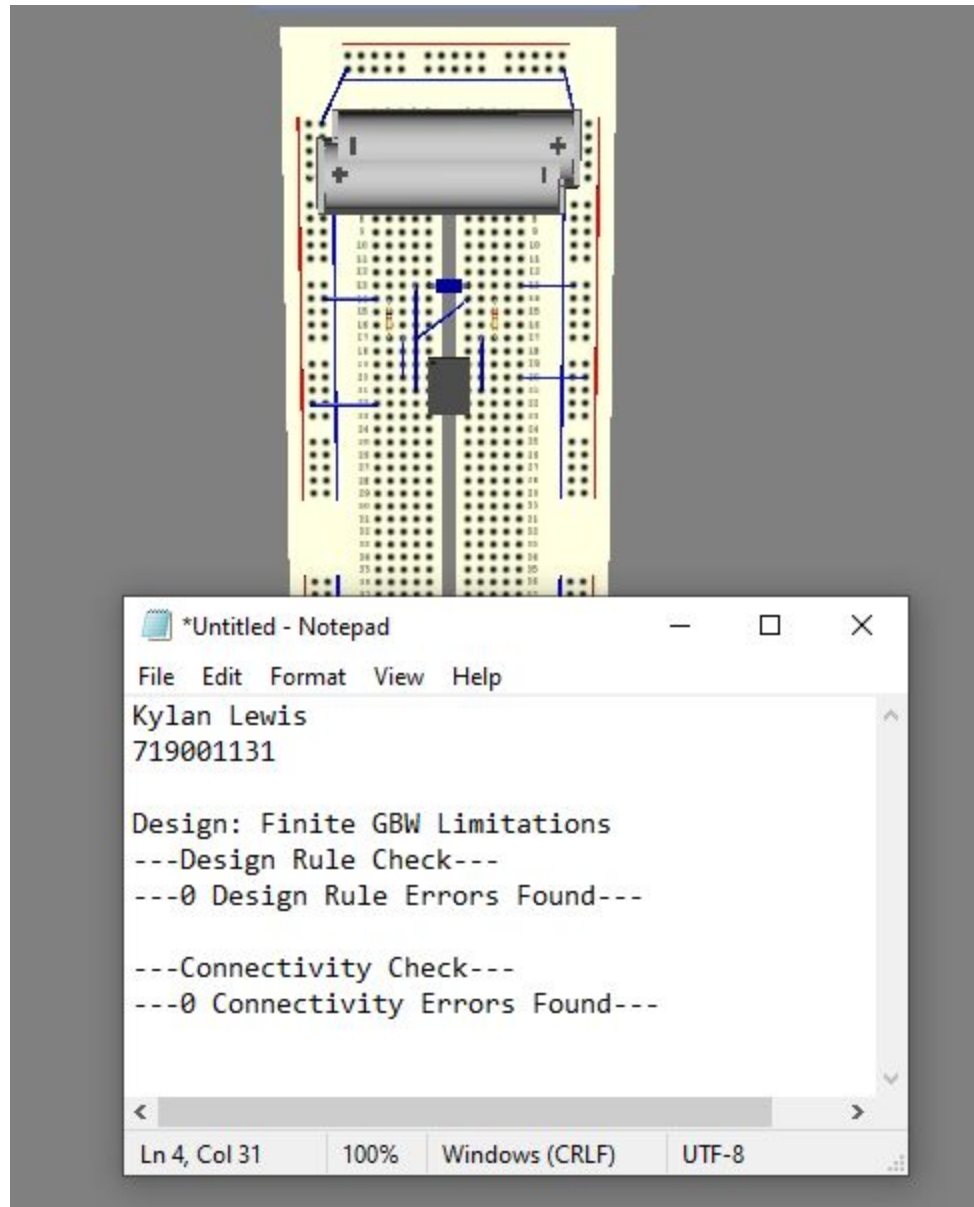 *Untitled - Notepad
File Edit Format View Help
Kylan Lewis
719001131
Design: Finite GBW Limitations
---Design Rule Check---
---0 Design Rule Errors Found---
---Connectivity Check---
---0 Connectivity Errors Found---
Ln 4, Col 31 100% Windows (CRLF) UTF-8